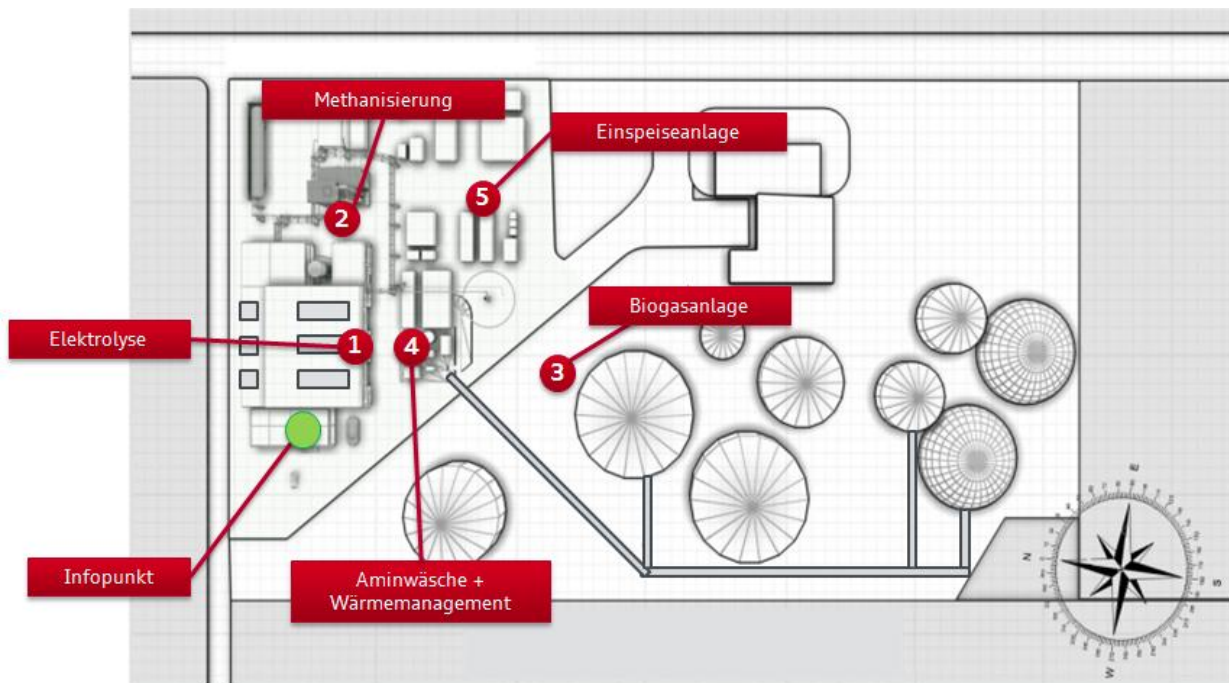 Methanisierung
Einspeiseanlage
5
2
Biogasanlage
Elektrolyse
1
4
3
Infopunkt
Aminwäsche +
Wärmemanagement
E
N
S
W